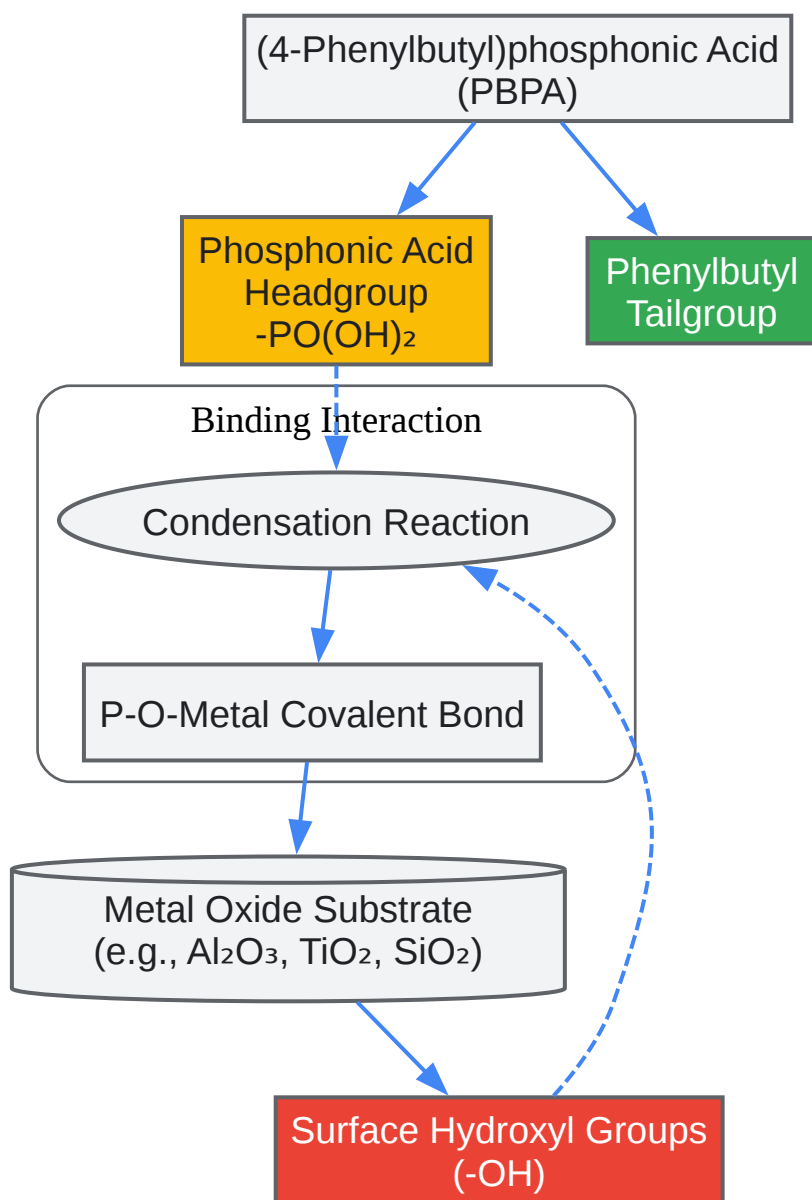 (4-Phenylbutyl)phosphonic Acid
(PBPA)
Phosphonic Acid
Headgroup
-PO(OH)₂
Phenylbutyl
Tailgroup
Binding Interaction
Condensation Reaction
P-O-Metal Covalent Bond
Metal Oxide Substrate
(e.g., Al₂O₃, TiO₂, SiO₂)
Surface Hydroxyl Groups
(-OH)